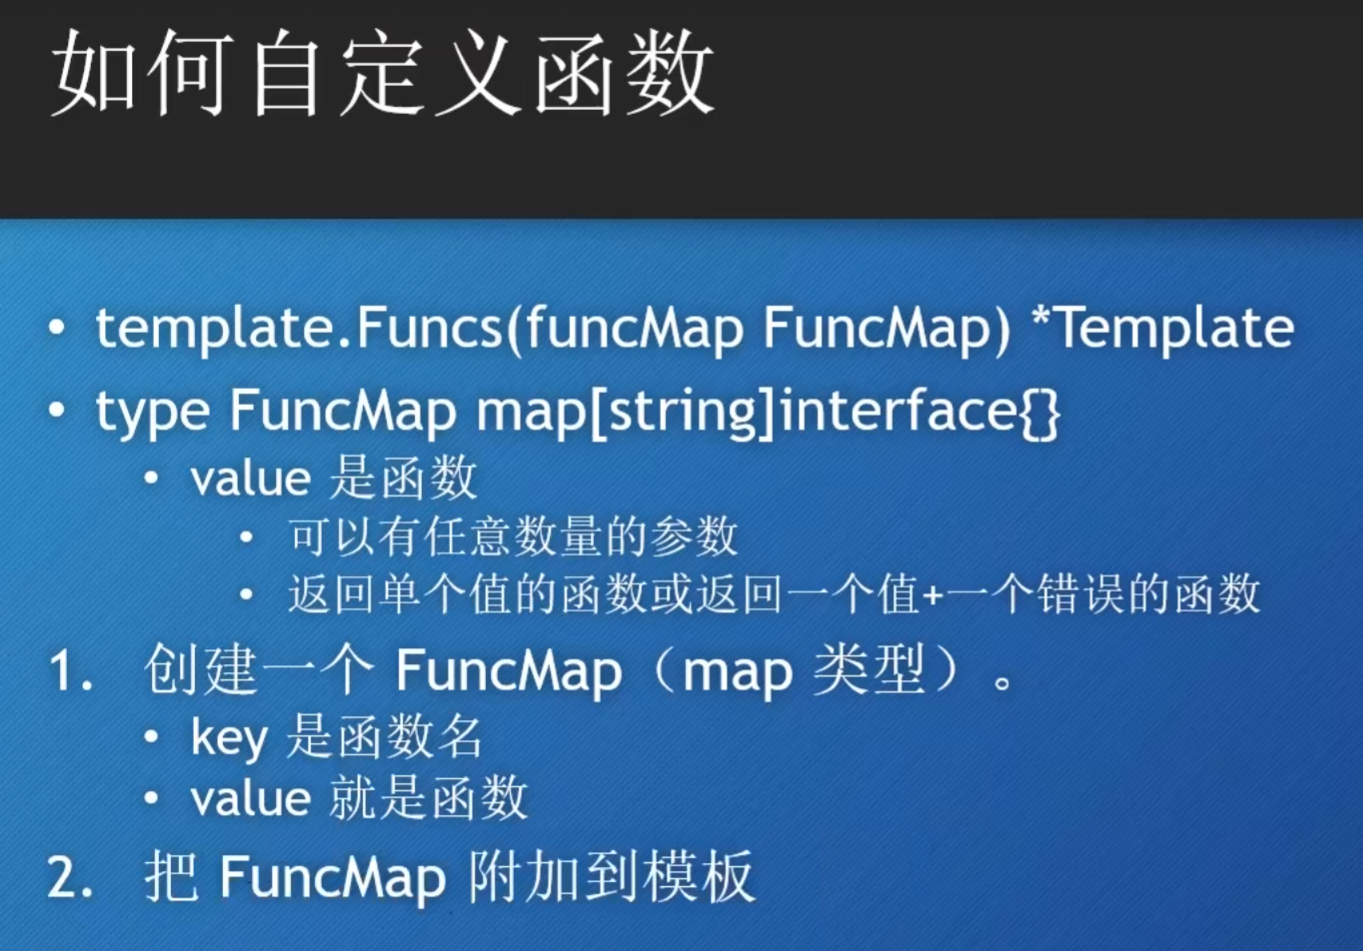 如何自定义函数
• template.Funcs(funcMap FuncMap) *Template
• type FuncMap map[string]interface{}
• value 是函数
• 可以有任意数量的参数
• 返回单个值的函数或返回一个值+一个错误的函数
1. 创建一个 FuncMap（map 类型）。
• key 是函数名
• value 就是函数
2. 把 FuncMap 附加到模板